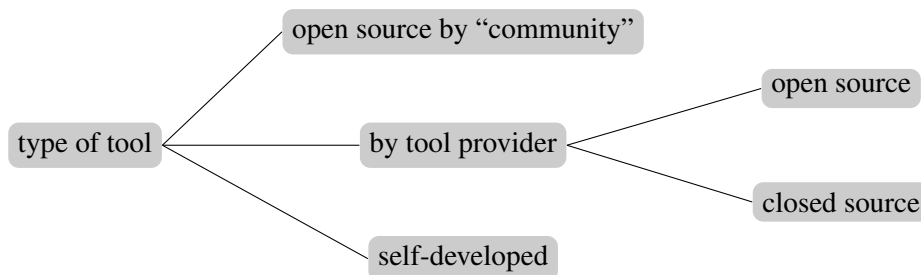 open source by “community”
open source
type of tool
by tool provider
closed source
self-developed